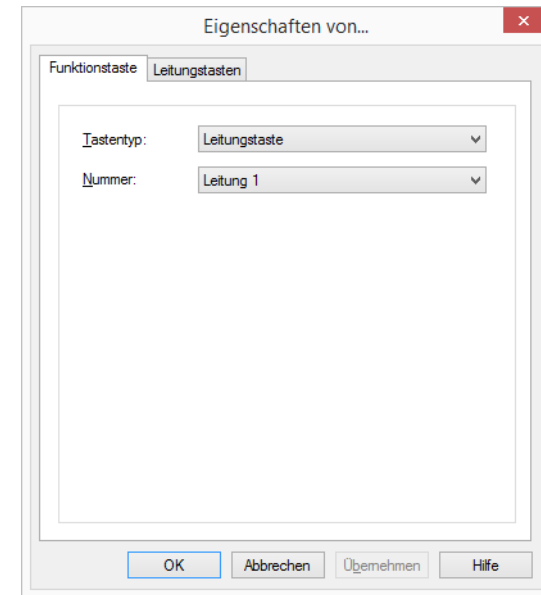 Eigenschaften von...
Funktionstaste Leitungstasten
Tastentyp: Leitungstaste
Nummer: Leitung 1
OK Abbrechen Übernehmen Hilfe